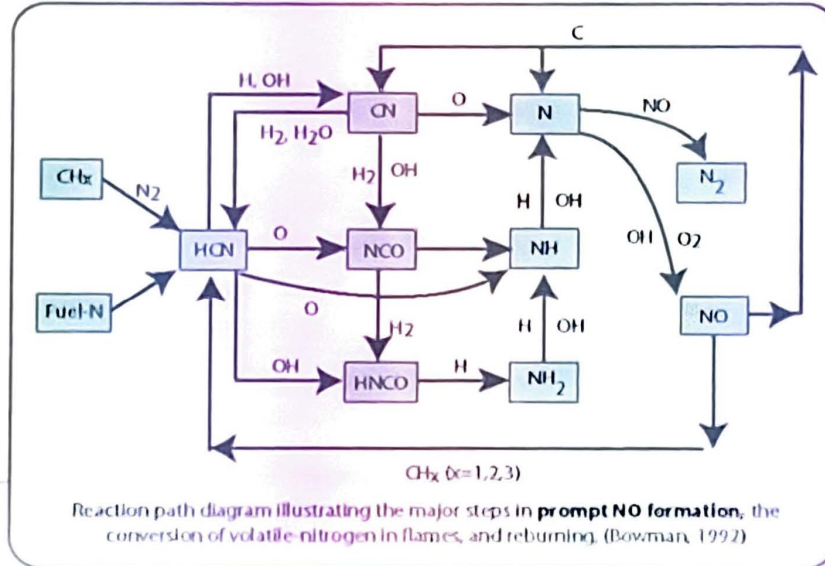 C
H, OH
CN
O
N
NO
H2, H2O
CHx
N2
H2 OH
H OH
N2
HCN
O
NCO
NH
OH O2
Fuel-N
O
H2
H OH
NO
OH
HNCO
H
NH2
CHx (x=1,2,3)
Reaction path diagram illustrating the major steps in prompt NO formation, the
conversion of volatile-nitrogen in flames, and reburning. (Bowman, 1992)